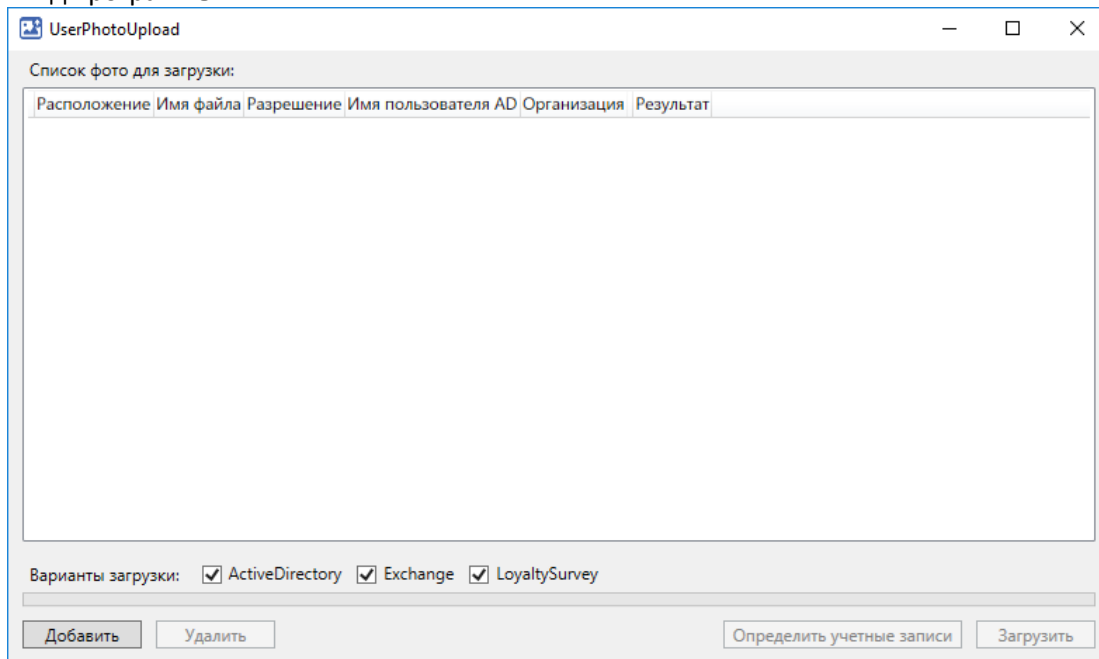 UserPhotoUpload
Список фото для загрузки:
Расположение Имя файла Разрешение Имя пользователя AD Организация Результат
Варианты загрузки: ActiveDirectory Exchange LoyaltySurvey
Добавить Удалить Определить учетные записи Загрузить